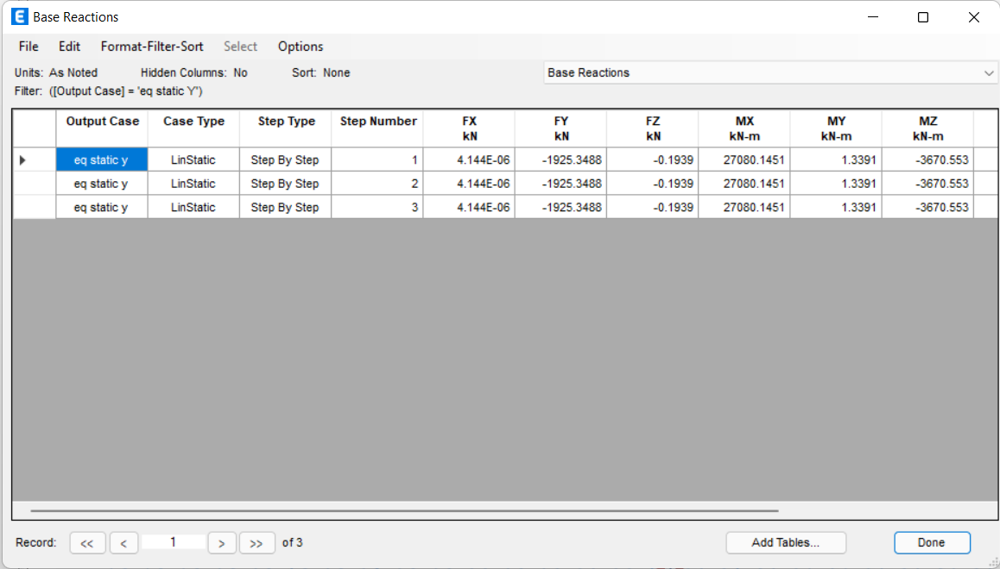 E Base Reactions
File Edit Format-Filter-Sort Select Options
Units: As Noted Hidden Columns: No Sort: None Base Reactions
Filter: ([Output Case] = 'eq static Y')
Output Case Case Type Step Type Step Number FX FY FZ MX MY MZ
kN kN kN kN-m kN-m kN-m
eq static y LinStatic Step By Step 1 4.144E-06 -1925.3488 -0.1939 27080.1451 1.3391 -3670.553
eq static y LinStatic Step By Step 2 4.144E-06 -1925.3488 -0.1939 27080.1451 1.3391 -3670.553
eq static y LinStatic Step By Step 3 4.144E-06 -1925.3488 -0.1939 27080.1451 1.3391 -3670.553
Record: << < 1 > >> of 3 Add Tables... Done